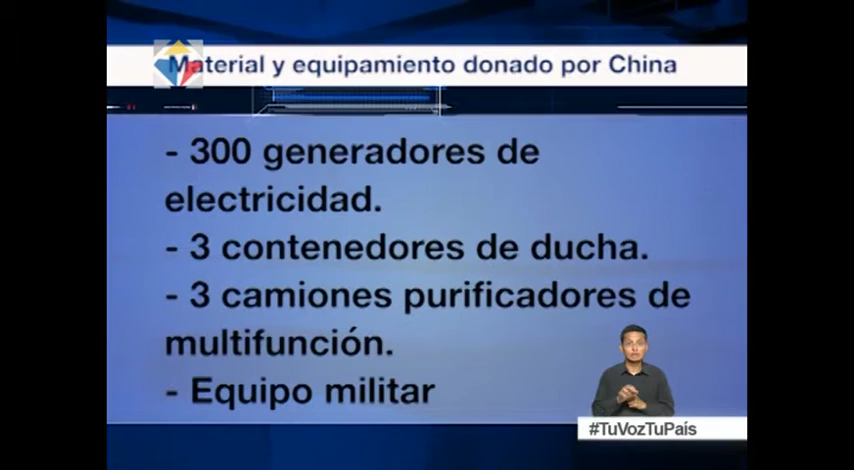 Material y equipamiento donado por China
- 300 generadores de
electricidad.
- 3 contenedores de ducha.
- 3 camiones purificadores de
multifunción.
- Equipo militar
#TuVozTuPaís